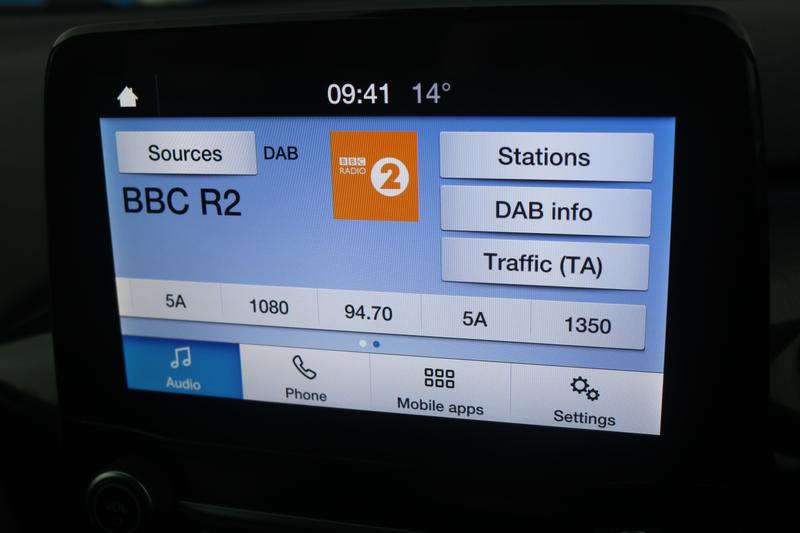 09:41 14°
Sources DAB
BBC RADIO 2
Stations
BBC R2
DAB info
Traffic (TA)
5A 1080 94.70 5A 1350
Audio Phone Mobile apps Settings
VOL